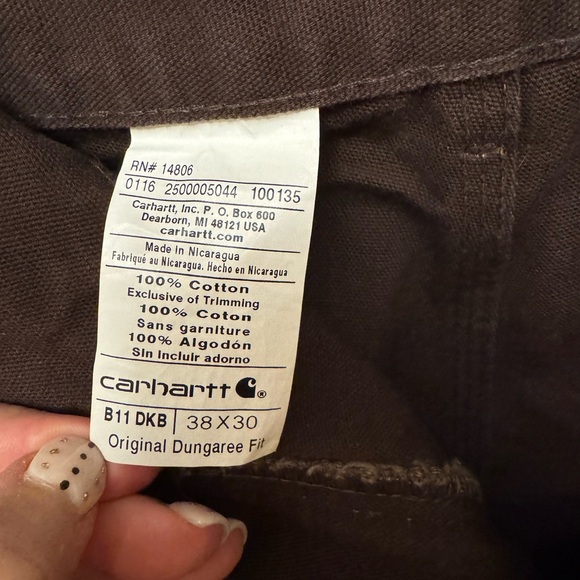 RN# 14806
0116 2500005044 100135
Carhartt, Inc. P. O. Box 600
Dearborn, MI 48121 USA
carhartt.com
Made in Nicaragua
Fabriqué au Nicaragua. Hecho en Nicaragua
100% Cotton
Exclusive of Trimming
100% Coton
Sans garniture
100% Algodón
Sin incluir adorno
carhartt ®
B11 DKB 38 X 30
Original Dungaree Fit